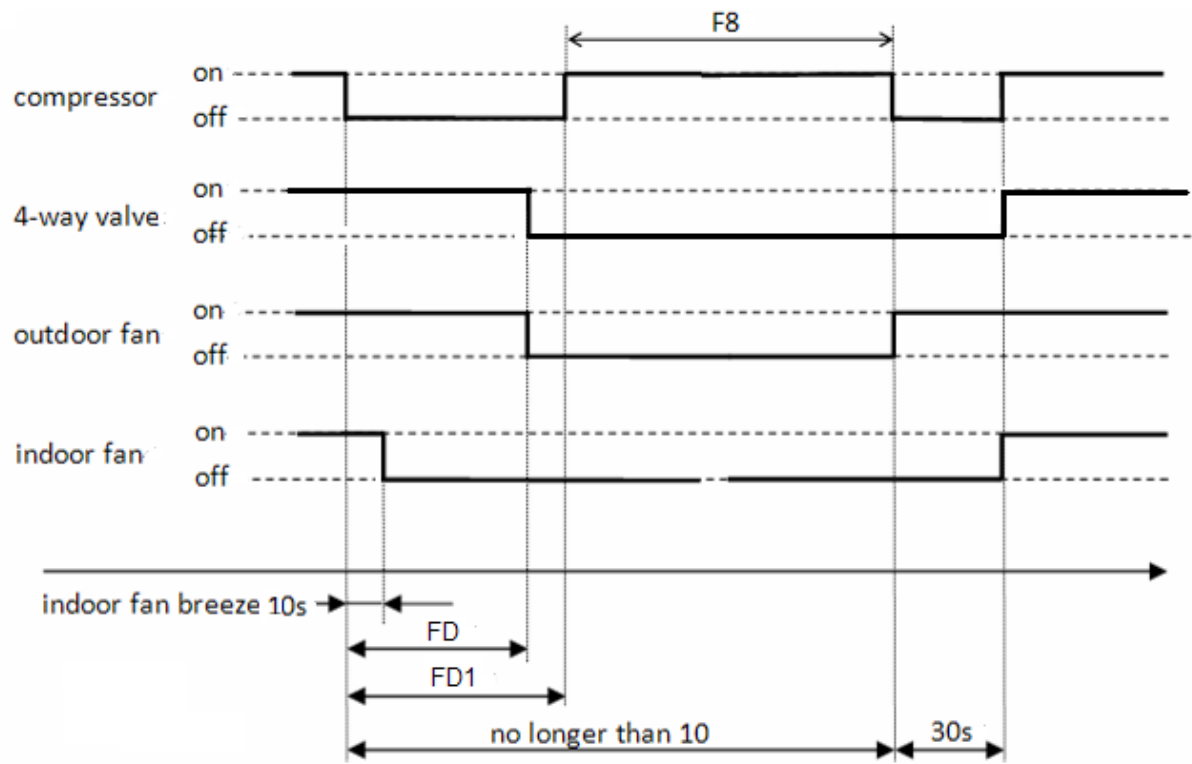 F8
on
compressor
off
on
4-way valve
off
on
outdoor fan
off
on
indoor fan
off
indoor fan breeze 10s
FD
FD1
no longer than 10
30s